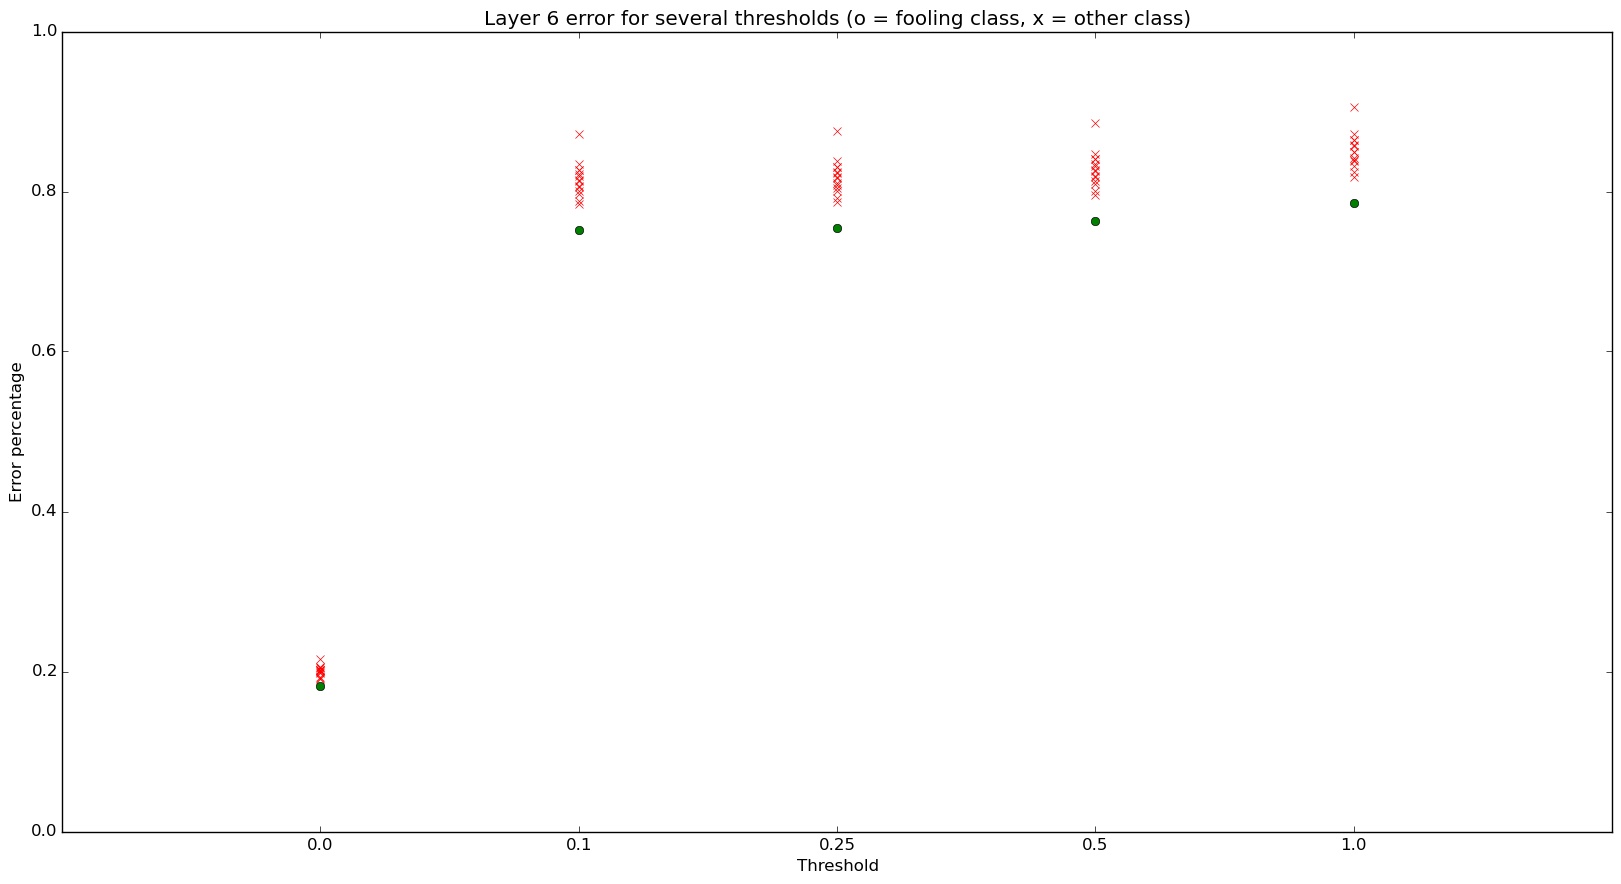 Layer 6 error for several thresholds (o = fooling class, x = other class)
1.0
0.8
0.6
0.4
0.2
0.0
Error percentage
0.0 0.1 0.25 0.5 1.0
Threshold